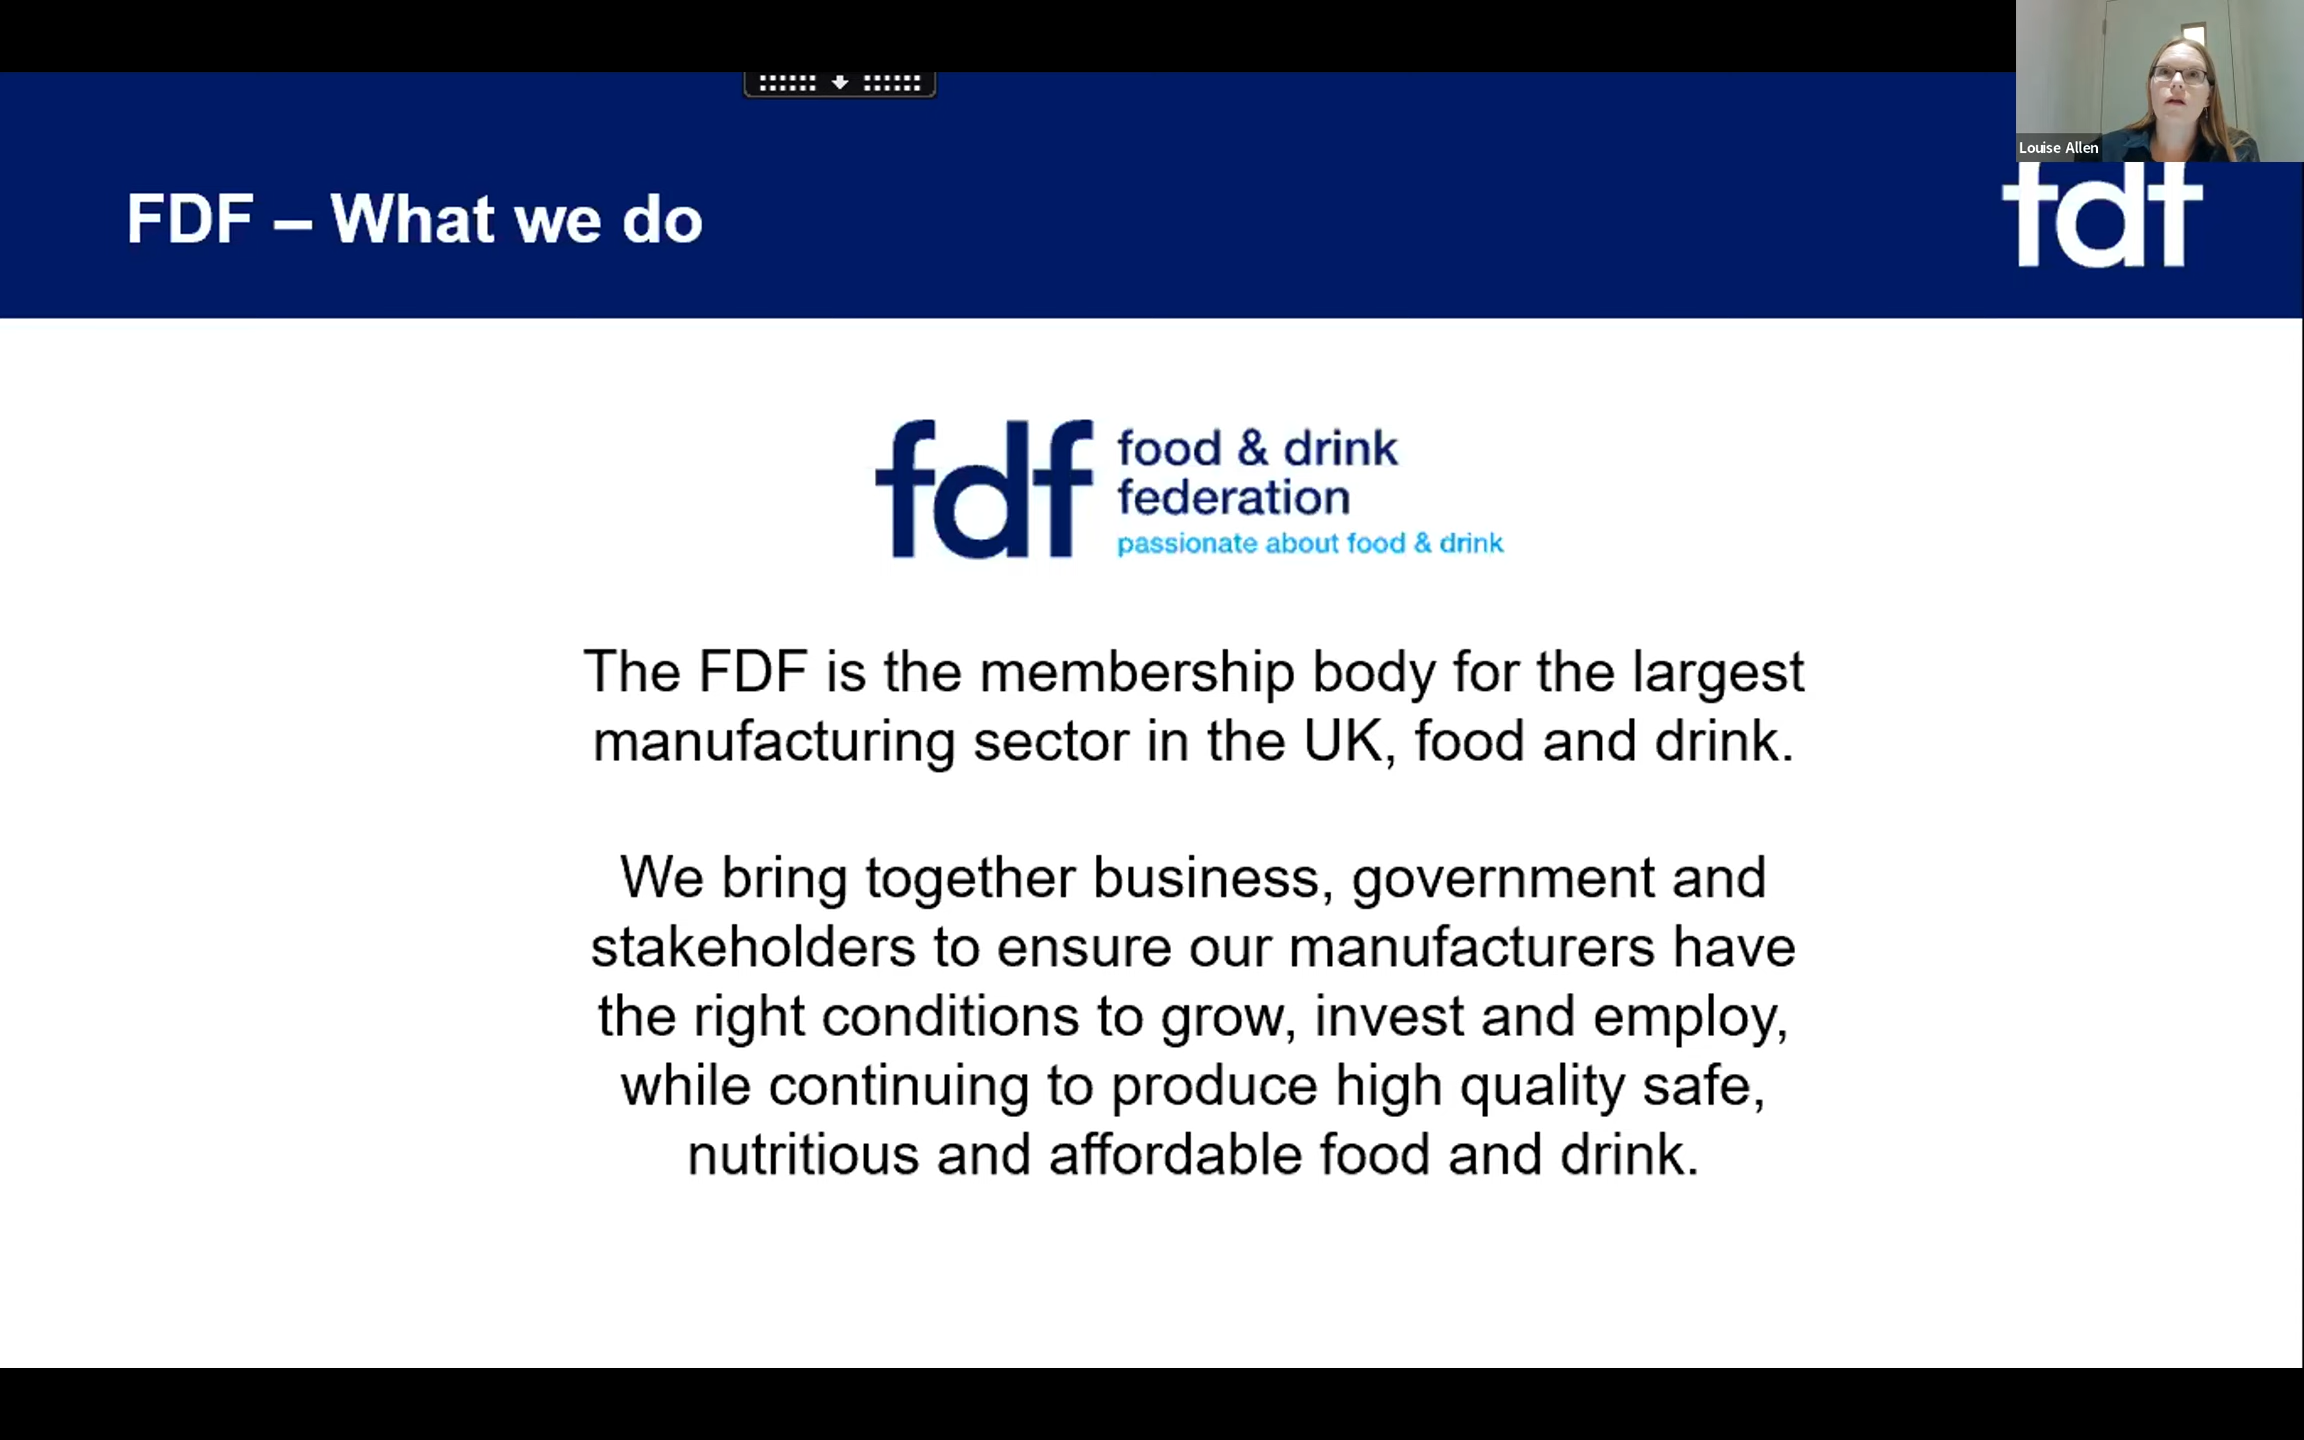 Louise Allen
FDF – What we do
fdf
fdf
food & drink
federation
passionate about food & drink
The FDF is the membership body for the largest
manufacturing sector in the UK, food and drink.
We bring together business, government and
stakeholders to ensure our manufacturers have
the right conditions to grow, invest and employ,
while continuing to produce high quality safe,
nutritious and affordable food and drink.